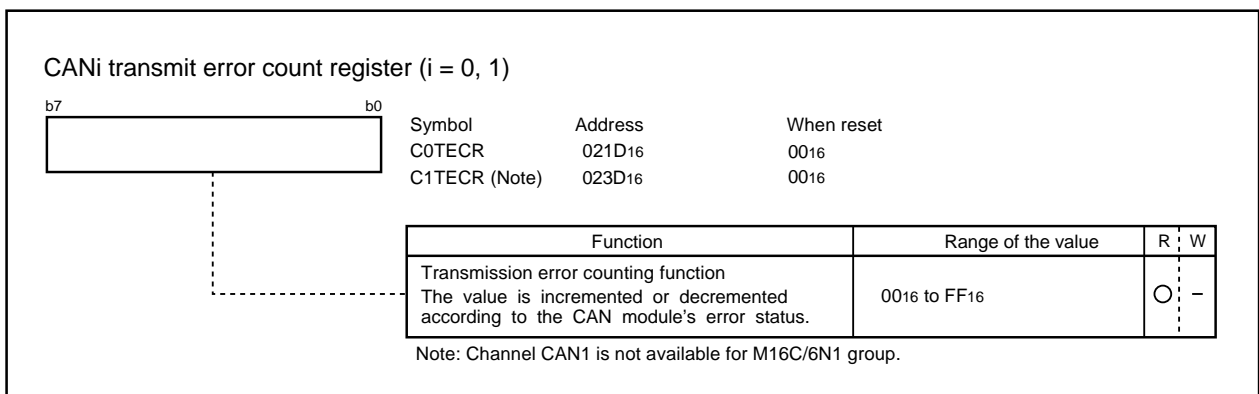 CANi transmit error count register (i = 0, 1)
b7 b0
Symbol Address When reset
C0TECR 021D16 0016
C1TECR (Note) 023D16 0016
Function Range of the value R W
Transmission error counting function
The value is incremented or decremented
according to the CAN module's error status.
0016 to FF16 O –
Note: Channel CAN1 is not available for M16C/6N1 group.